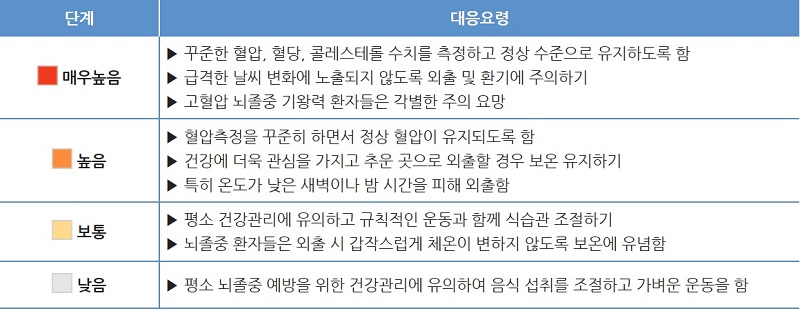 단계
대응요령
매우높음
▶ 꾸준한 혈압, 혈당, 콜레스테롤 수치를 측정하고 정상 수준으로 유지하도록 함
▶ 급격한 날씨 변화에 노출되지 않도록 외출 및 환기에 주의하기
▶ 고혈압 뇌졸중 기왕력 환자들은 각별한 주의 요망
높음
▶ 혈압측정을 꾸준히 하면서 정상 혈압이 유지되도록 함
▶ 건강에 더욱 관심을 가지고 추운 곳으로 외출할 경우 보온 유지하기
▶ 특히 온도가 낮은 새벽이나 밤 시간을 피해 외출함
보통
▶ 평소 건강관리에 유의하고 규칙적인 운동과 함께 식습관 조절하기
▶ 뇌졸중 환자들은 외출 시 갑작스럽게 체온이 변하지 않도록 보온에 유념함
낮음
▶ 평소 뇌졸중 예방을 위한 건강관리에 유의하여 음식 섭취를 조절하고 가벼운 운동을 함